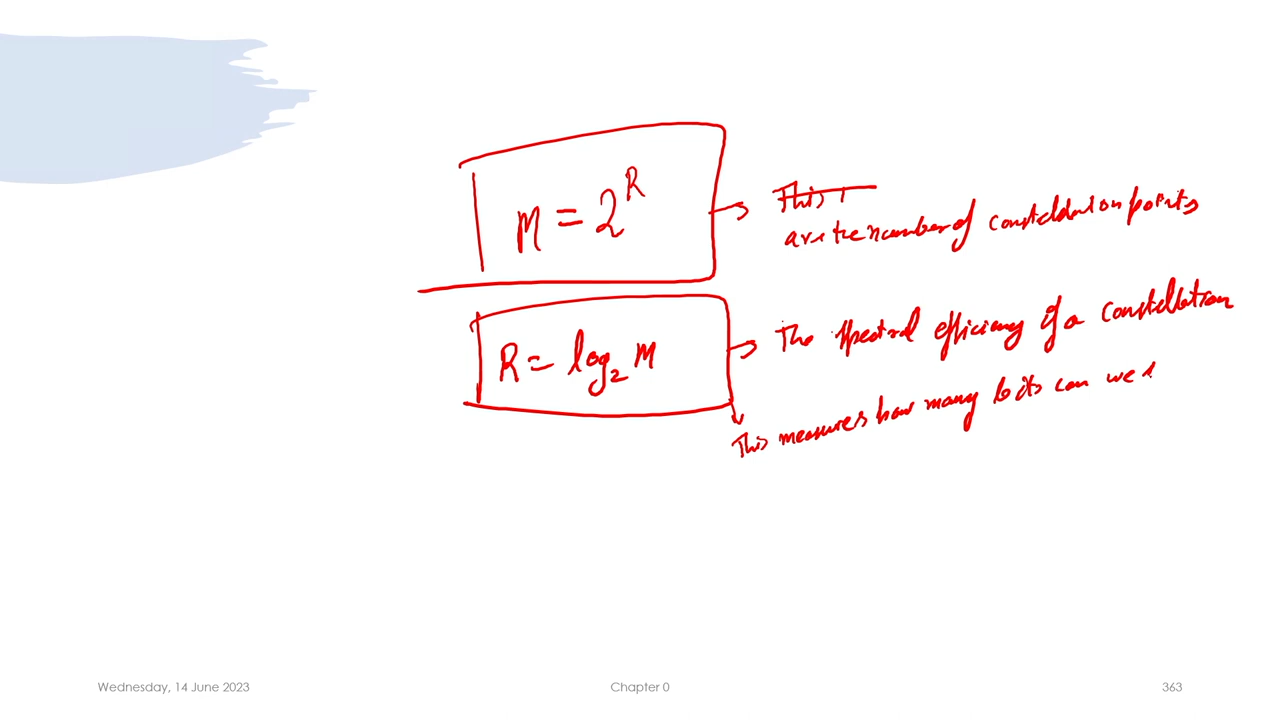 M = 2^R
This i
are the number of constellation points
R = log₂ M
The spectral efficiency of a constellation
This measures how many bits can we
Wednesday, 14 June 2023
Chapter 0
363